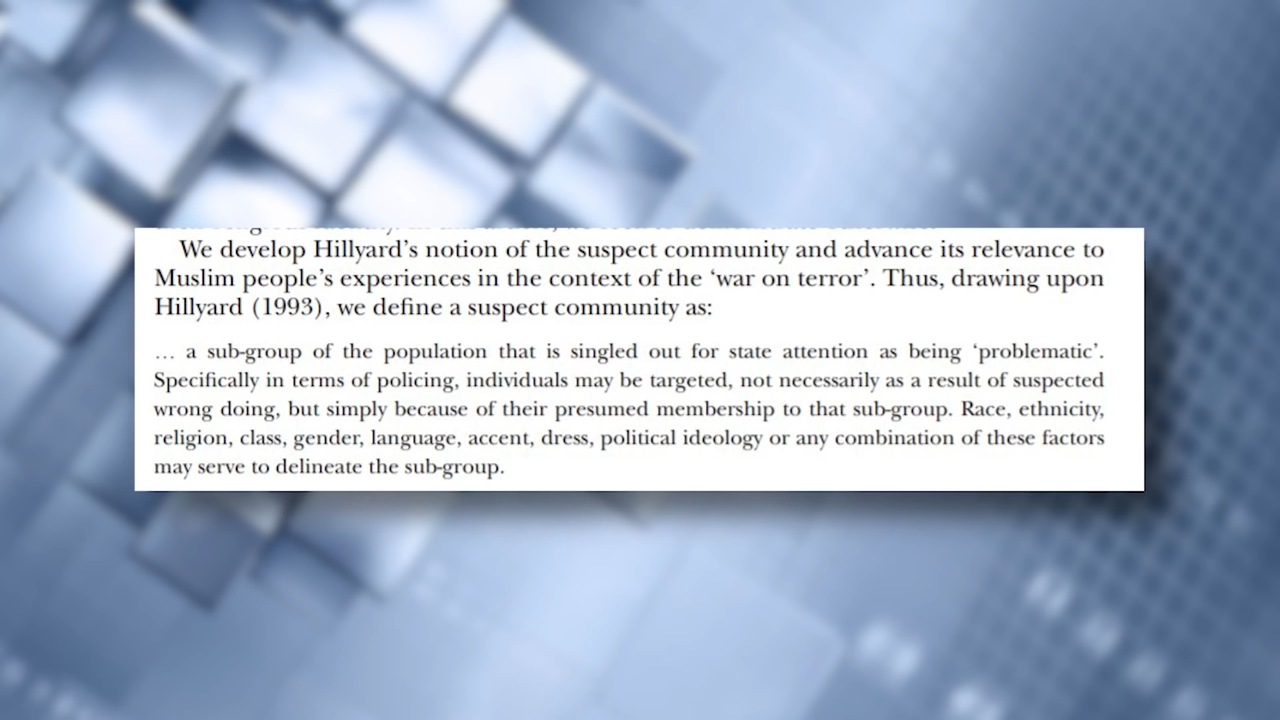 We develop Hillyard’s notion of the suspect community and advance its relevance to
Muslim people’s experiences in the context of the ‘war on terror’. Thus, drawing upon
Hillyard (1993), we define a suspect community as:
… a sub-group of the population that is singled out for state attention as being ‘problematic’.
Specifically in terms of policing, individuals may be targeted, not necessarily as a result of suspected
wrong doing, but simply because of their presumed membership to that sub-group. Race, ethnicity,
religion, class, gender, language, accent, dress, political ideology or any combination of these factors
may serve to delineate the sub-group.